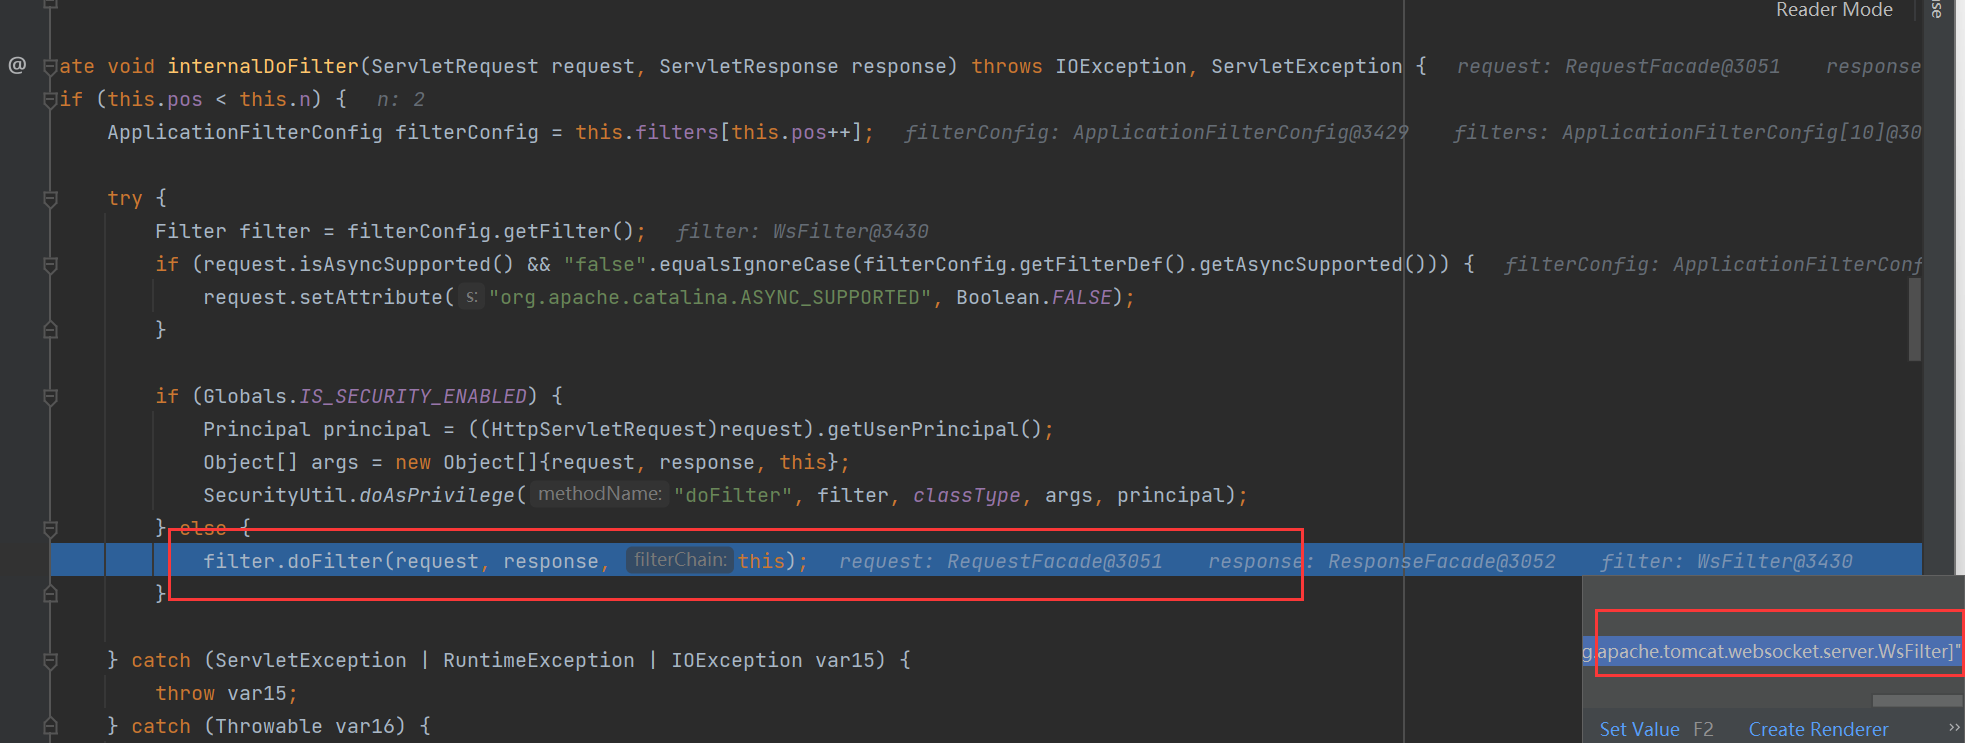 Reader Mode
se
@
ate void internalDoFilter(ServletRequest request, ServletResponse response) throws IOException, ServletException { request: RequestFacade@3051 response
if (this.pos < this.n) { n: 2
ApplicationFilterConfig filterConfig = this.filters[this.pos++]; filterConfig: ApplicationFilterConfig@3429 filters: ApplicationFilterConfig[10]@30
try {
Filter filter = filterConfig.getFilter(); filter: WsFilter@3430
if (request.isAsyncSupported() && "false".equalsIgnoreCase(filterConfig.getFilterDef().getAsyncSupported())) { filterConfig: ApplicationFilterConf
request.setAttribute( s: "org.apache.catalina.ASYNC_SUPPORTED", Boolean.FALSE);
}
if (Globals.IS_SECURITY_ENABLED) {
Principal principal = ((HttpServletRequest)request).getUserPrincipal();
Object[] args = new Object[]{request, response, this};
SecurityUtil.doAsPrivilege( methodName: "doFilter", filter, classType, args, principal);
} else {
filter.doFilter(request, response, filterChain: this); request: RequestFacade@3051 response: ResponseFacade@3052 filter: WsFilter@3430
}
g.apache.tomcat.websocket.server.WsFilter]"
} catch (ServletException | RuntimeException | IOException var15) {
throw var15;
} catch (Throwable var16) {
Set Value F2 Create Renderer »